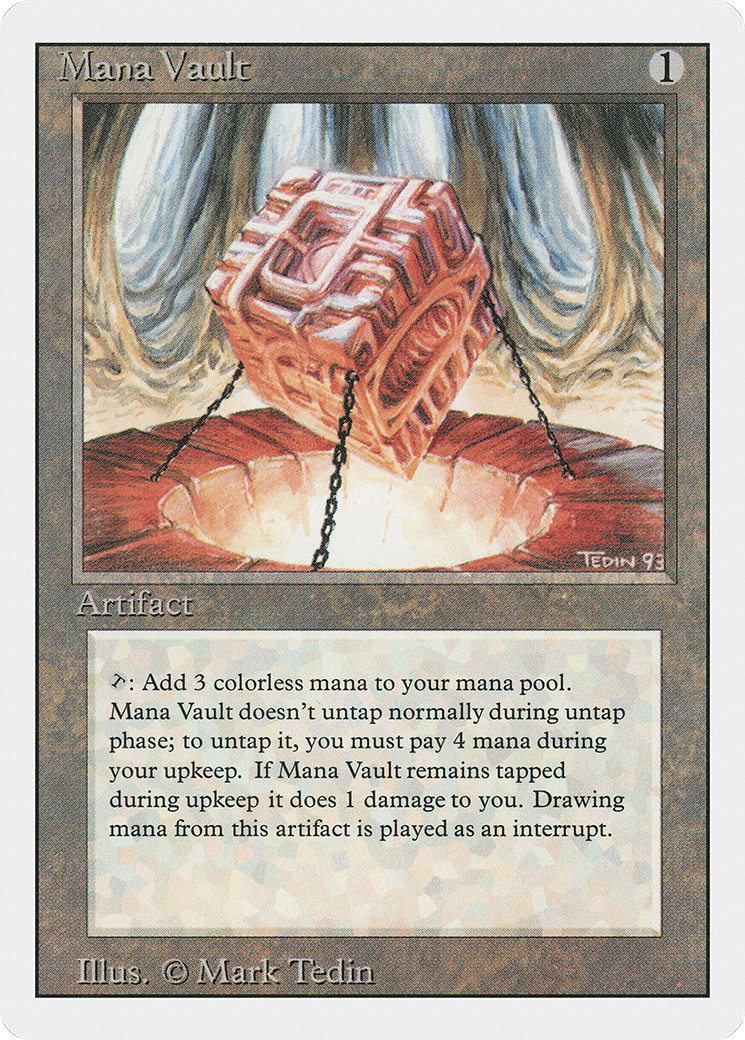 Mana Vault 1
TEDIN 93
Artifact
: Add 3 colorless mana to your mana pool.
Mana Vault doesn't untap normally during untap
phase; to untap it, you must pay 4 mana during
your upkeep. If Mana Vault remains tapped
during upkeep it does 1 damage to you. Drawing
mana from this artifact is played as an interrupt.
Illus. © Mark Tedin